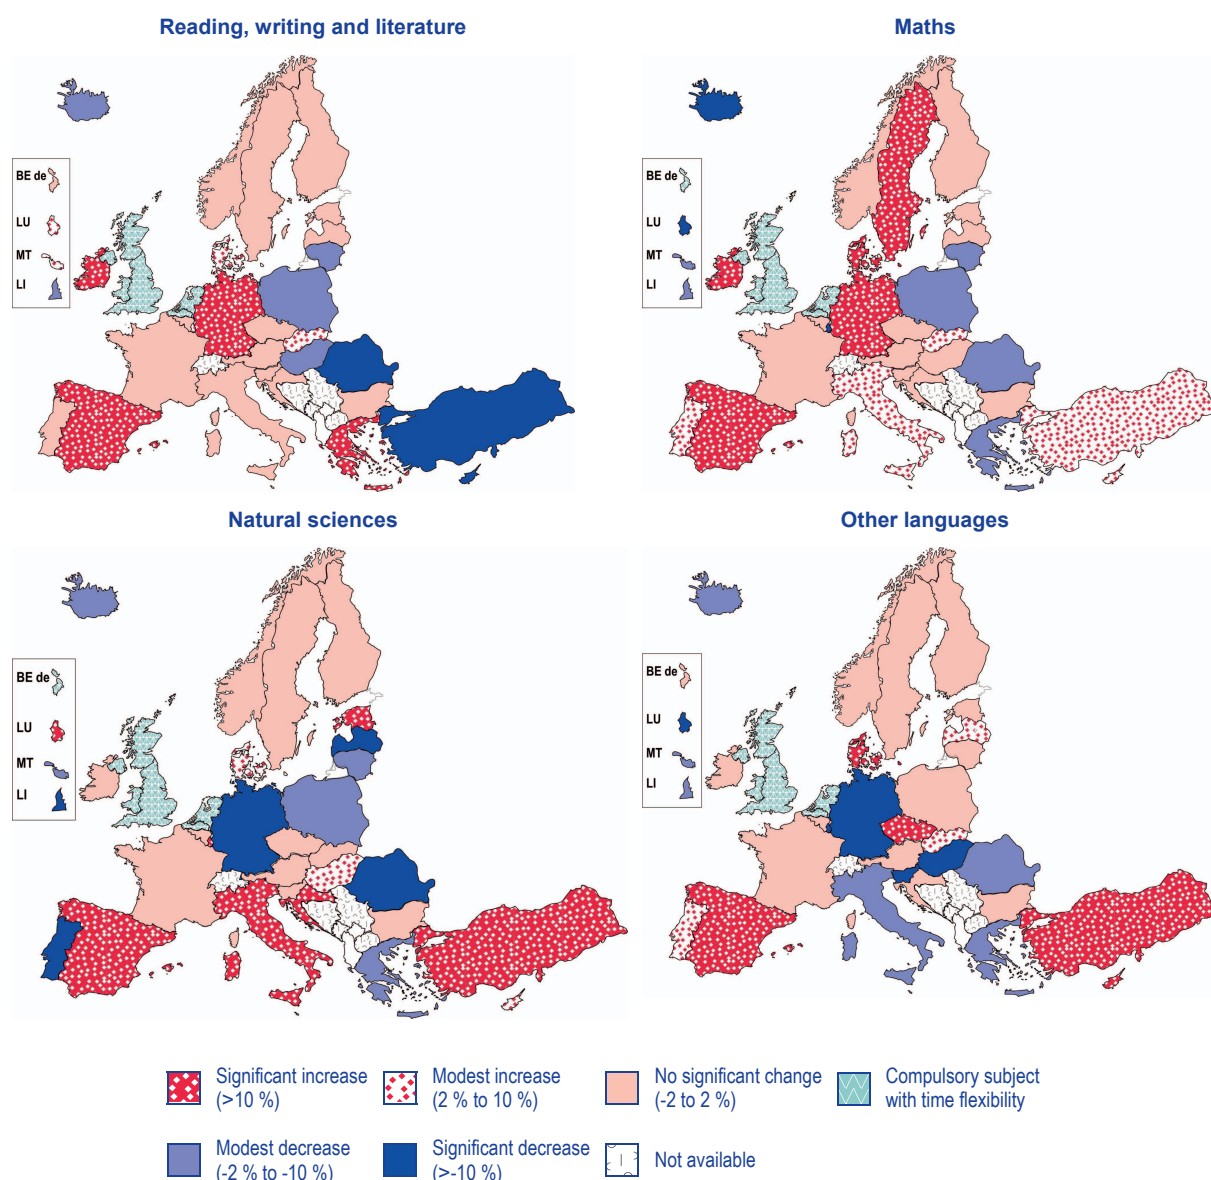 Reading, writing and literature
Maths
BE de
LU
MT
LI
BE de
LU
MT
LI
Natural sciences
Other languages
BE de
LU
MT
LI
BE de
LU
MT
LI
Significant increase
(>10 %)
Modest increase
(2 % to 10 %)
No significant change
(-2 to 2 %)
Compulsory subject
with time flexibility
Modest decrease
(-2 % to -10 %)
Significant decrease
(>-10 %)
Not available